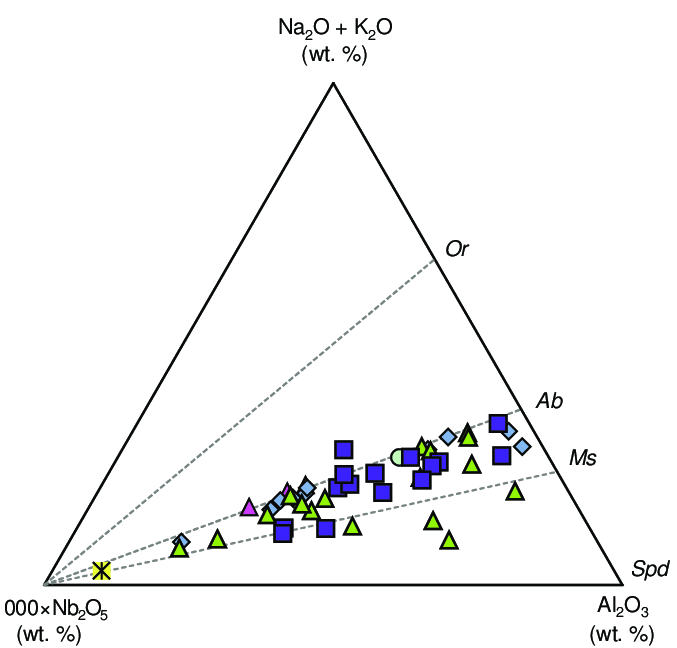 Na₂O + K₂O
(wt. %)
Or
Ab
Ms
Spd
000×Nb₂O₅
(wt. %)
Al₂O₃
(wt. %)